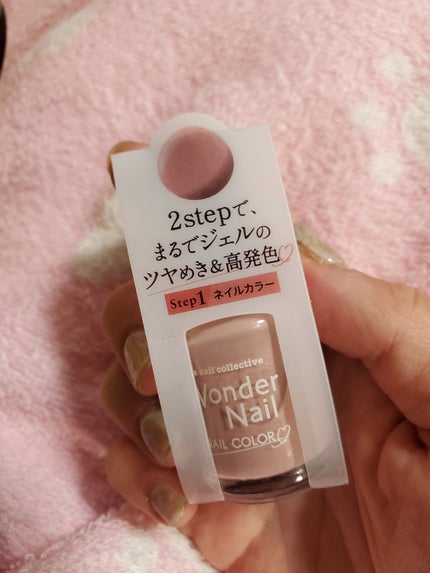 2stepで、
まるでジェルの
ツヤめき&高発色♡
Step1 ネイルカラー
a nail collective
Wonder
Nail
NAIL COLOR♡